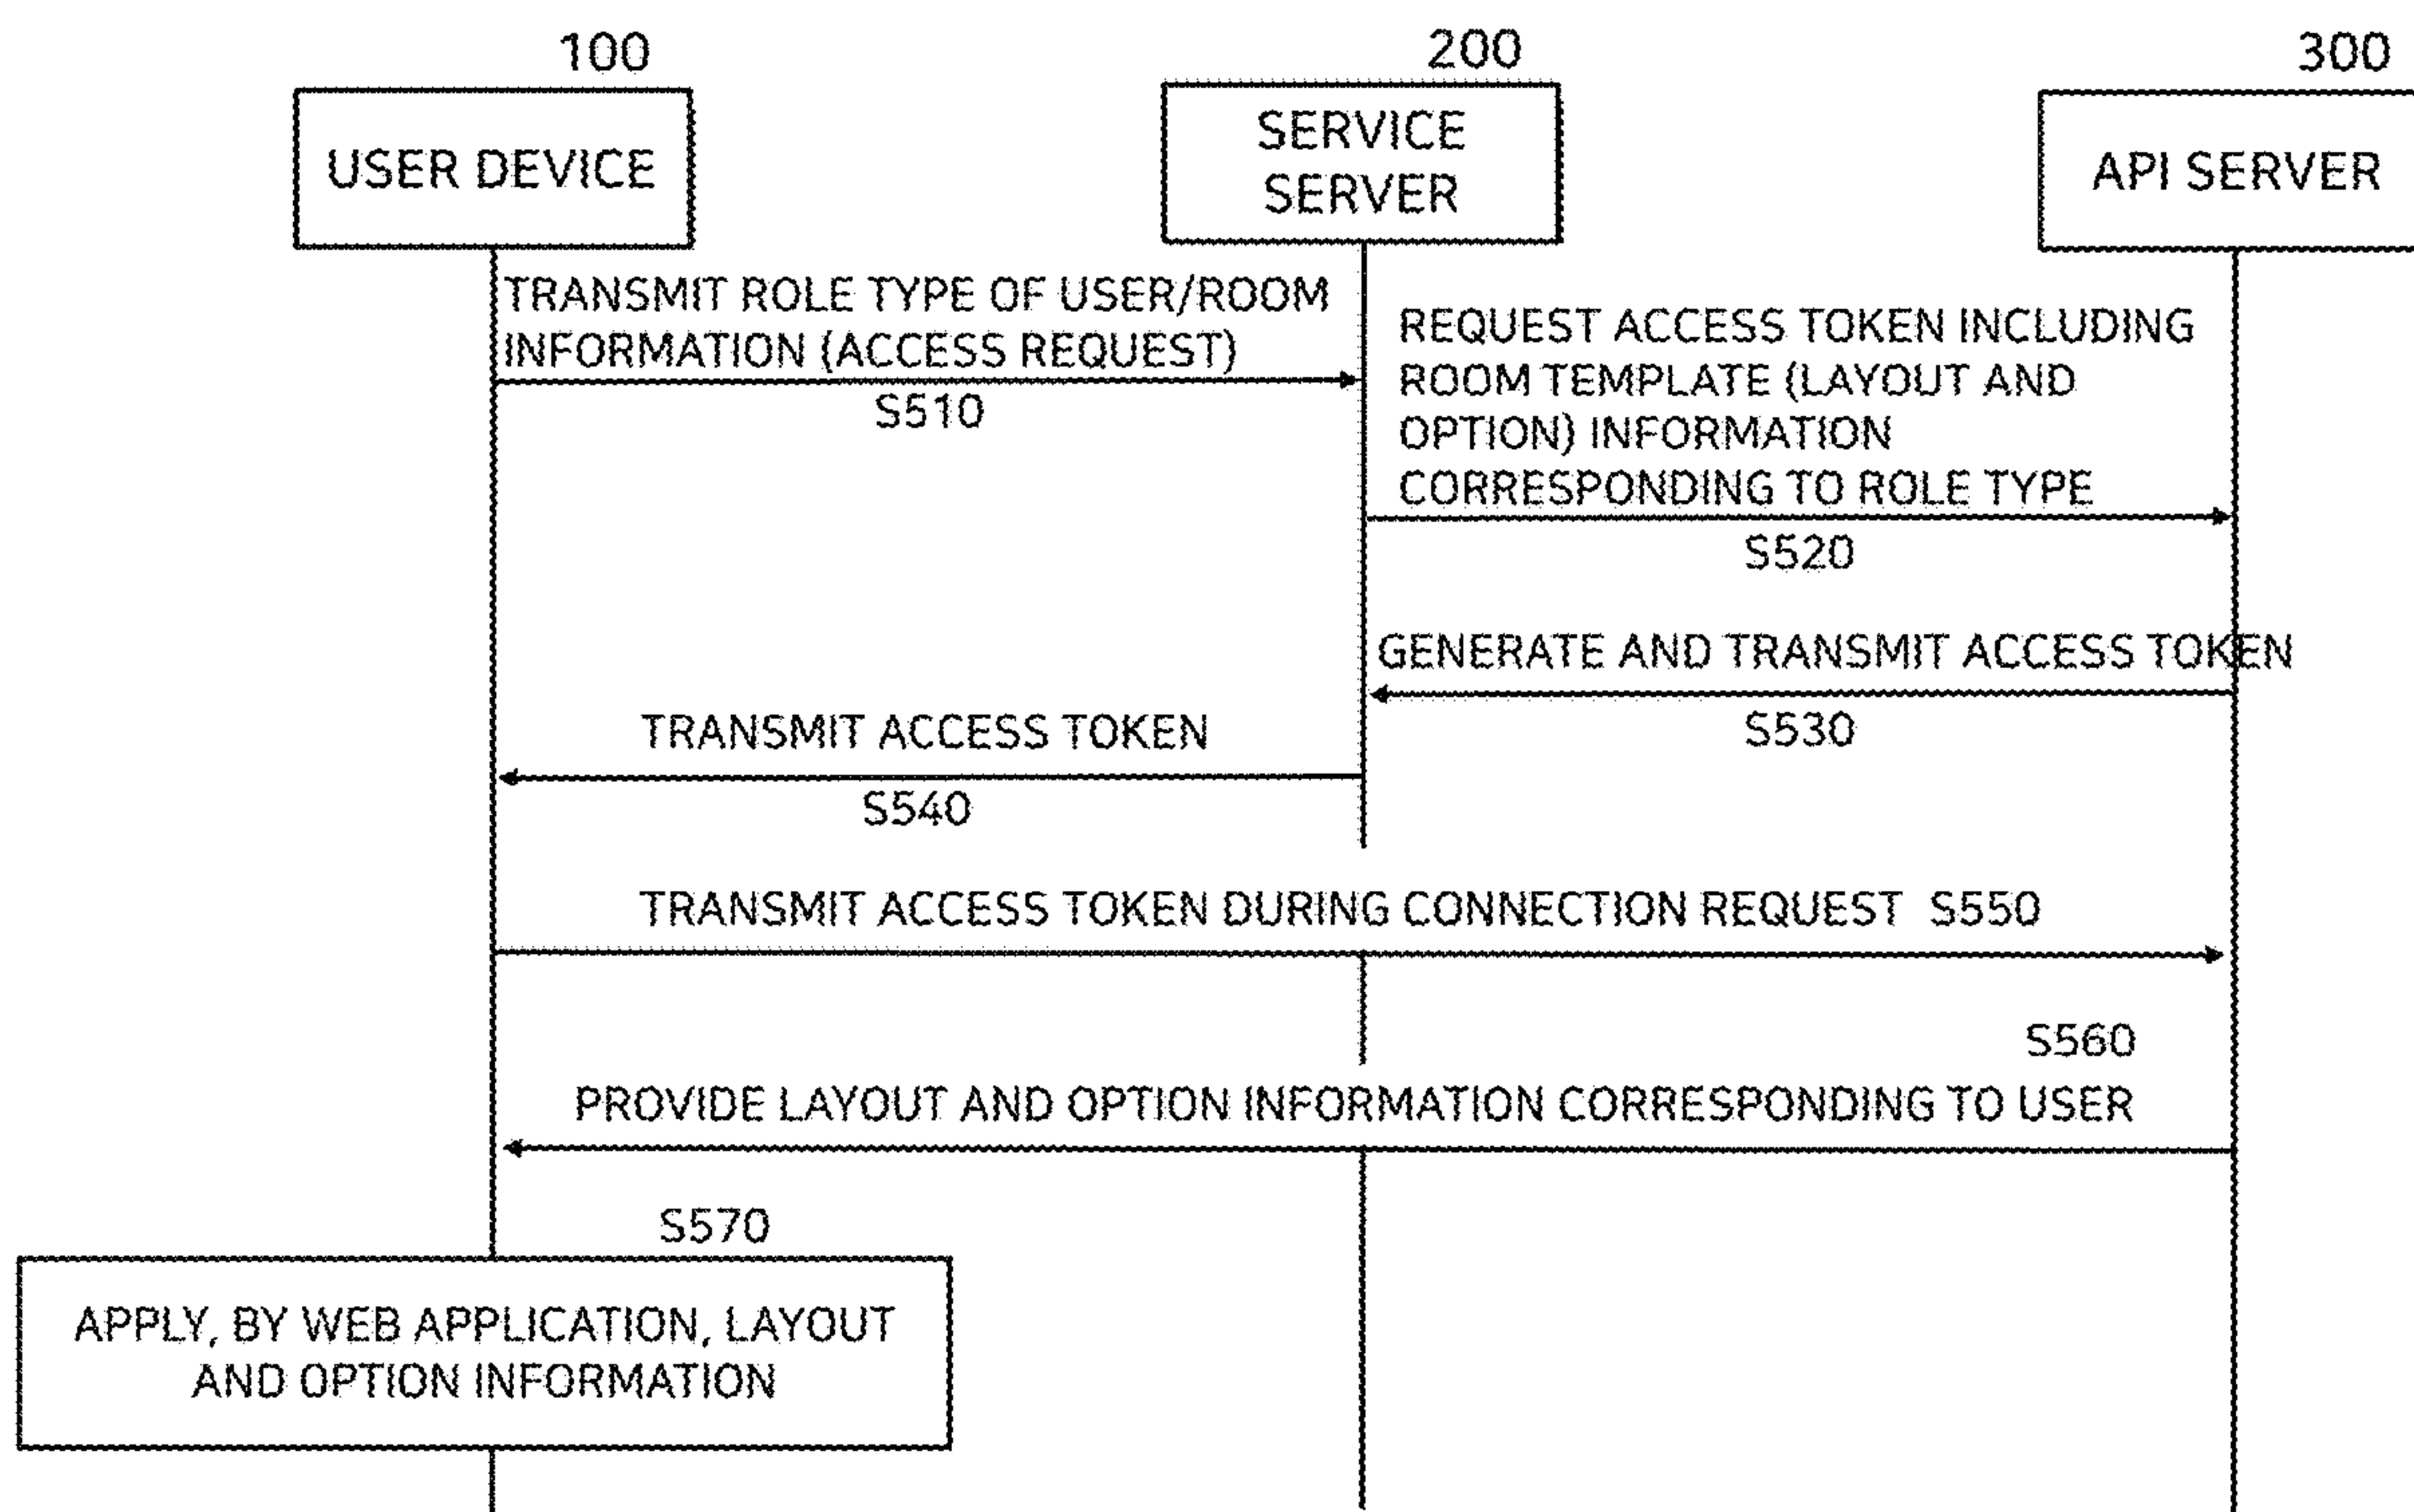 100
200
300
USER DEVICE
SERVICE
SERVER
API SERVER
TRANSMIT ROLE TYPE OF USER/ROOM
INFORMATION (ACCESS REQUEST)
S510
REQUEST ACCESS TOKEN INCLUDING
ROOM TEMPLATE (LAYOUT AND
OPTION) INFORMATION
CORRESPONDING TO ROLE TYPE
S520
GENERATE AND TRANSMIT ACCESS TOKEN
S530
TRANSMIT ACCESS TOKEN
S540
TRANSMIT ACCESS TOKEN DURING CONNECTION REQUEST S550
S560
PROVIDE LAYOUT AND OPTION INFORMATION CORRESPONDING TO USER
S570
APPLY, BY WEB APPLICATION, LAYOUT
AND OPTION INFORMATION